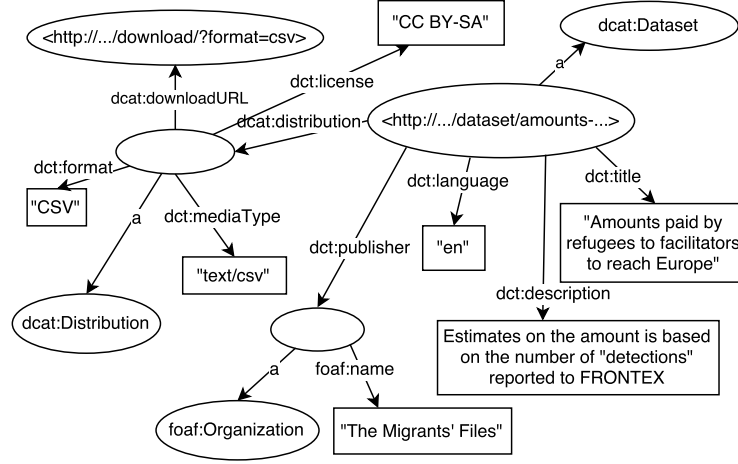 "CC BY-SA"
dcat:Dataset
<http://.../download/?format=csv>
a
dct:license
dcat:downloadURL
dcat:distribution
<http://.../dataset/amounts-...>
dct:format
dct:language
dct:title
"CSV"
a
dct:mediaType
"Amounts paid by
refugees to facilitators
to reach Europe"
dct:publisher
"en"
"text/csv"
dct:description
dcat:Distribution
Estimates on the amount is based
on the number of "detections"
reported to FRONTEX
a
foaf:name
foaf:Organization
"The Migrants' Files"